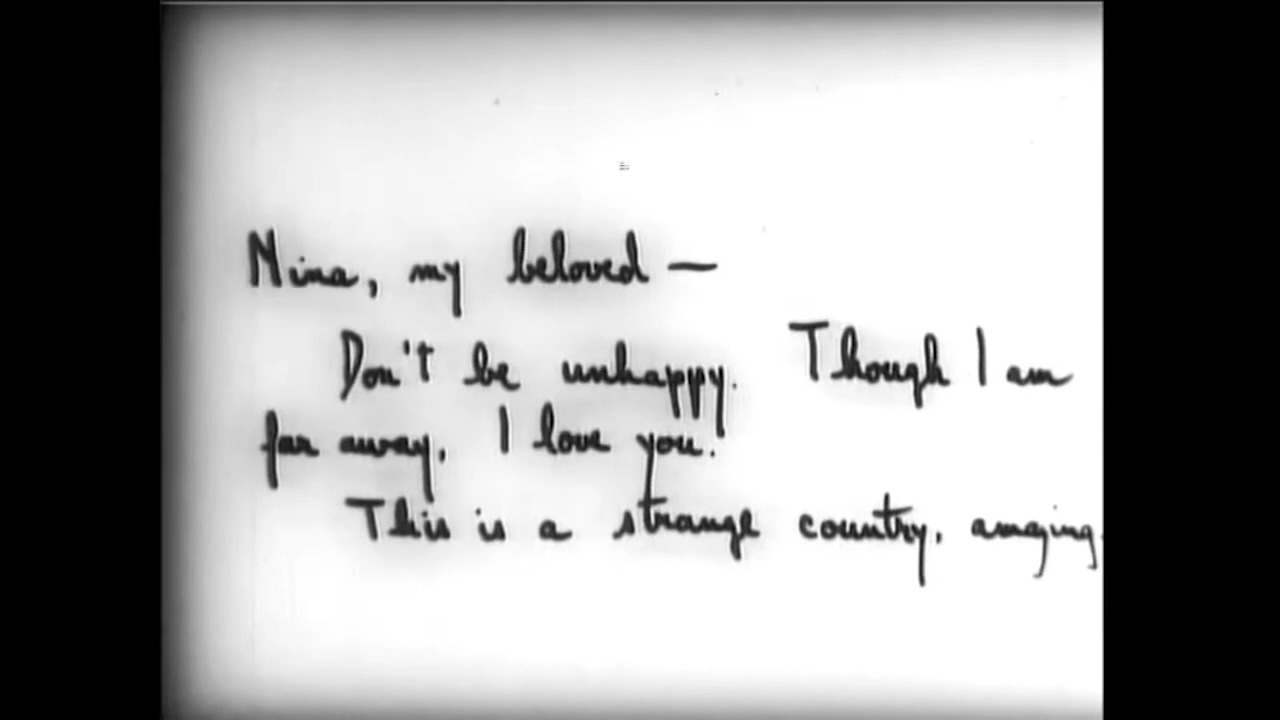 Nina, my beloved —
Don't be unhappy. Though I am
far away, I love you.
This is a strange country, amazing